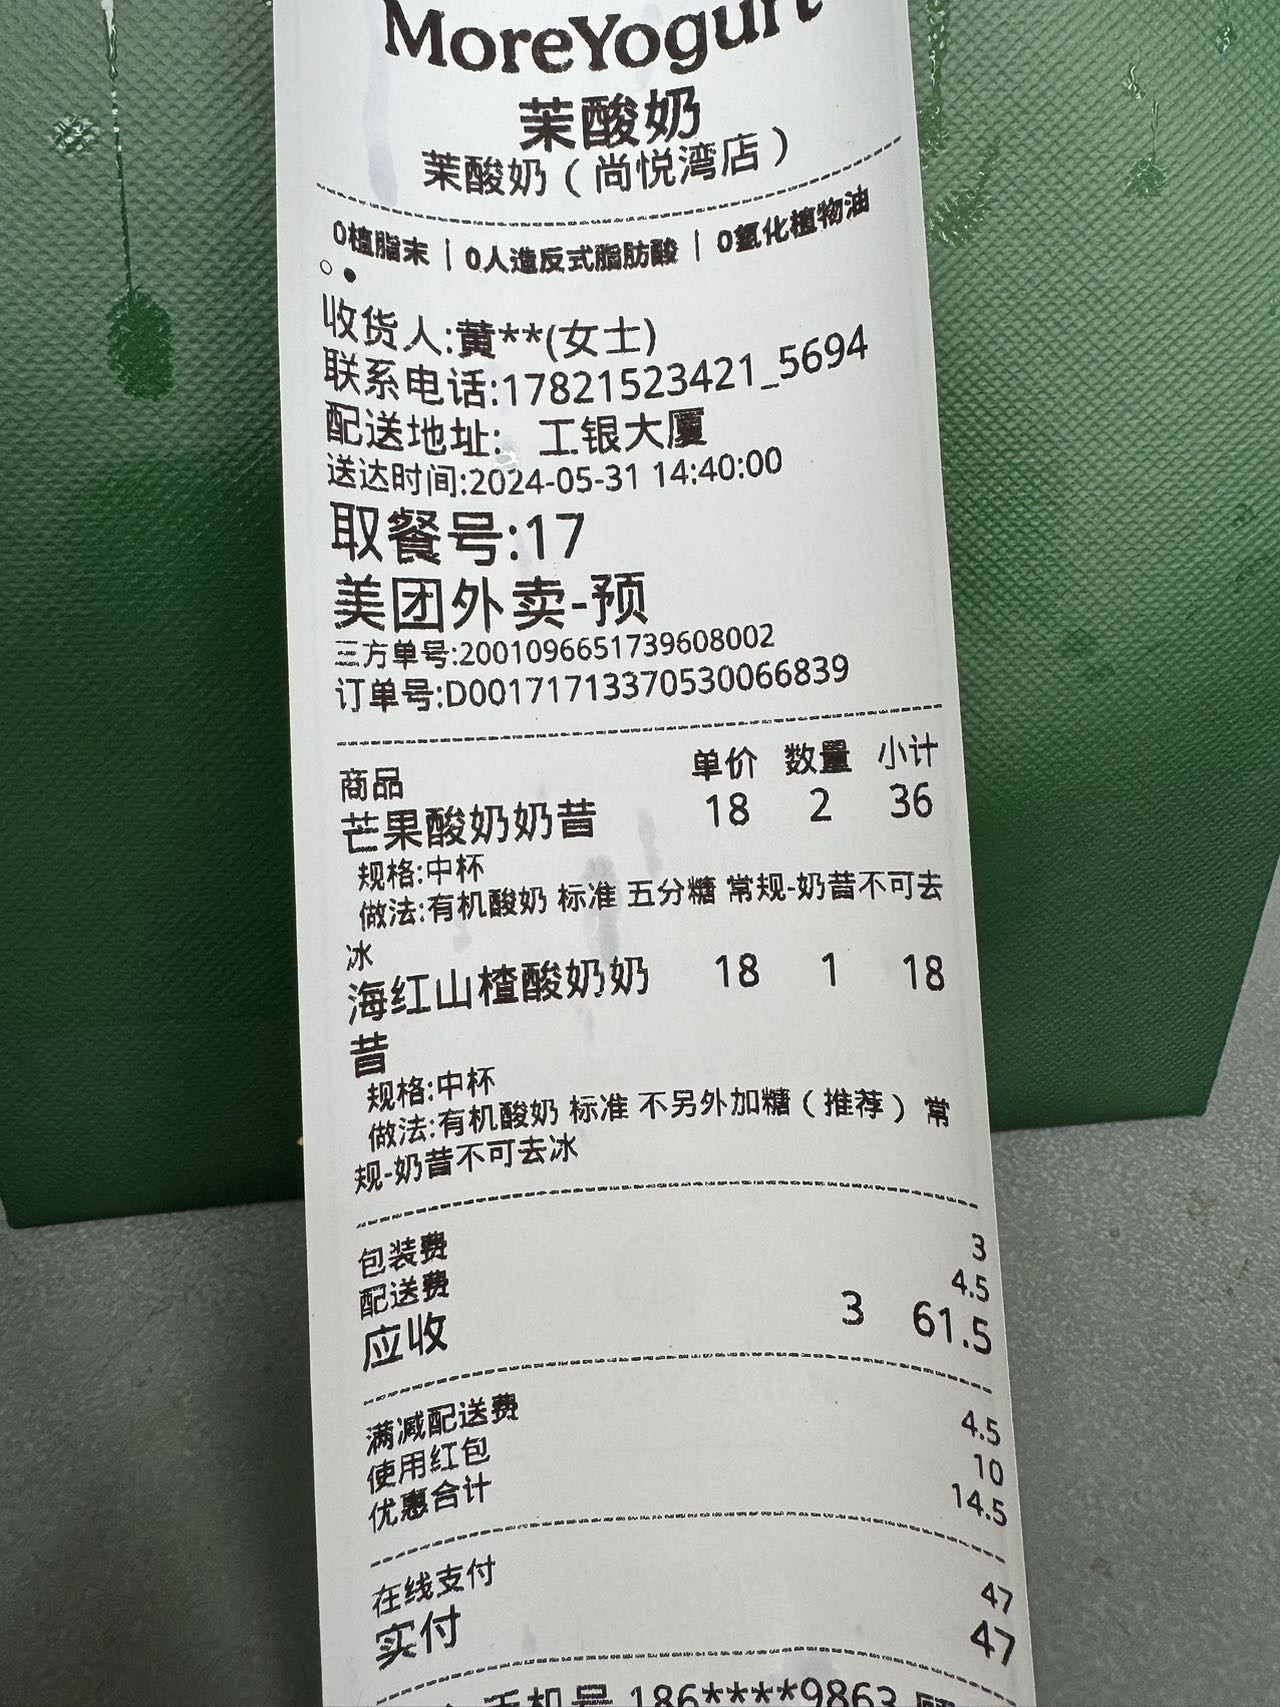 MoreYogurt
茉酸奶
茉酸奶（尚悦湾店）
0植脂末 | 0人造反式脂肪酸 | 0氢化植物油
收货人:黄**(女士)
联系电话:17821523421_5694
配送地址: 工银大厦
送达时间:2024-05-31 14:40:00
取餐号:17
美团外卖-预
三方单号:2001096651739608002
订单号:D00171713370530066839
商品 单价 数量 小计
芒果酸奶奶昔 18 2 36
规格:中杯
做法:有机酸奶 标准 五分糖 常规-奶昔不可去
冰
海红山楂酸奶奶 18 1 18
昔
规格:中杯
做法:有机酸奶 标准 不另外加糖（推荐） 常
规-奶昔不可去冰
包装费 3
配送费 4.5
应收 3 61.5
满减配送费 4.5
使用红包 10
优惠合计 14.5
在线支付 47
实付 47
手机号 186****9863